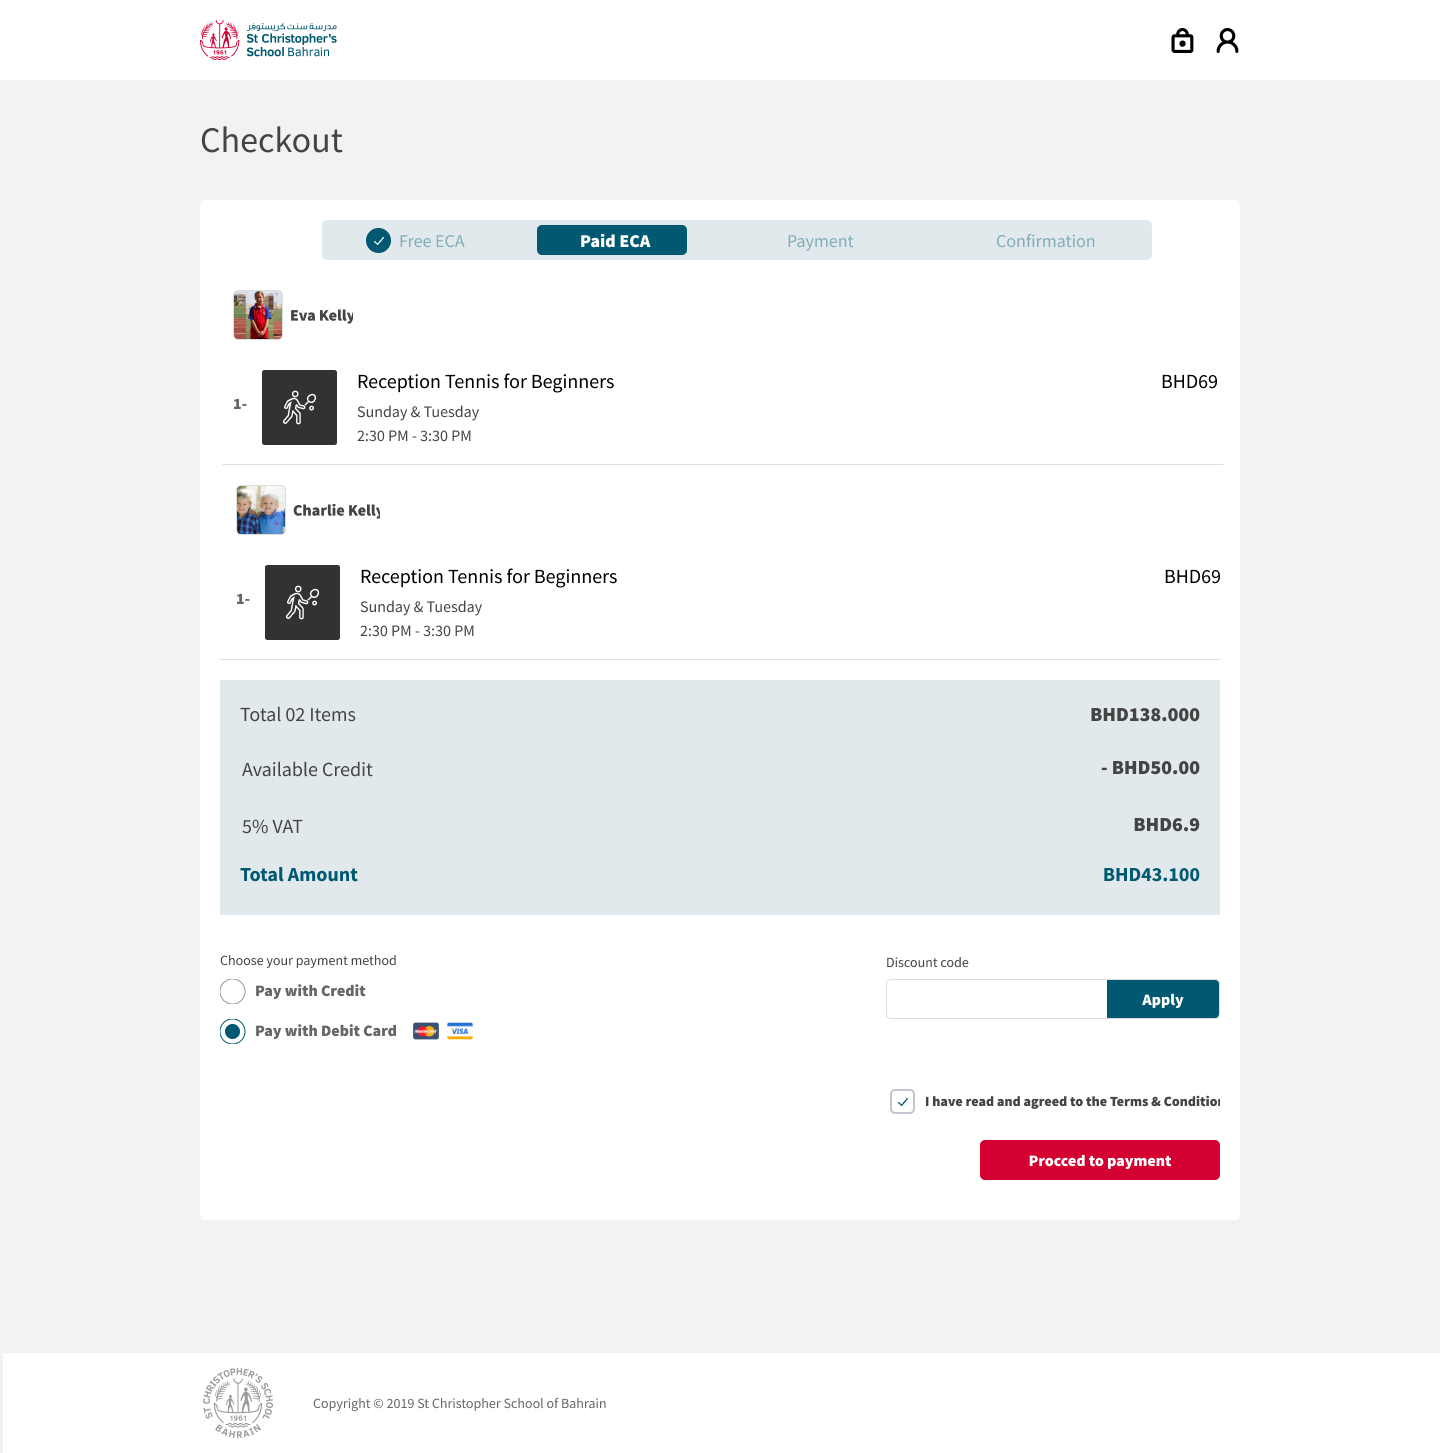 مدرسة سنت كريستوفر
St Christopher's
School Bahrain
1961
Checkout
Free ECA
Paid ECA
Payment
Confirmation
Eva Kelly
1-
Reception Tennis for Beginners
BHD69
Sunday & Tuesday
2:30 PM - 3:30 PM
Charlie Kelly
1-
Reception Tennis for Beginners
BHD69
Sunday & Tuesday
2:30 PM - 3:30 PM
Total 02 Items
BHD138.000
Available Credit
- BHD50.00
5% VAT
BHD6.9
Total Amount
BHD43.100
Choose your payment method
Discount code
Pay with Credit
Apply
Pay with Debit Card
VISA
I have read and agreed to the Terms & Condition
Procced to payment
ST CHRISTOPHER'S SCHOOL
1961
BAHRAIN
Copyright © 2019 St Christopher School of Bahrain